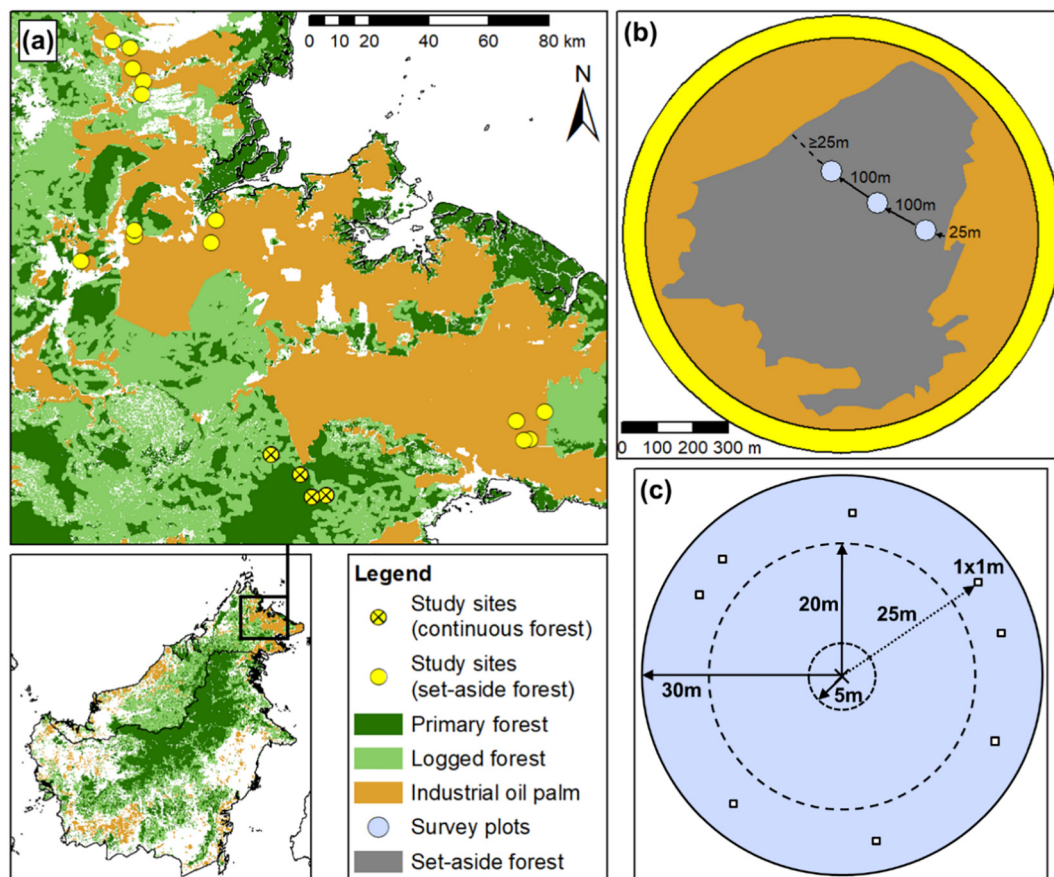 (a)
0 5 10 20 40 60 80 km
N
(b)
≥25m
100m
100m
25m
0 100 200 300 m
Legend
Study sites
(continuous forest)
Study sites
(set-aside forest)
Primary forest
Logged forest
Industrial oil palm
Survey plots
Set-aside forest
(c)
1x1m
20m
25m
30m
5m